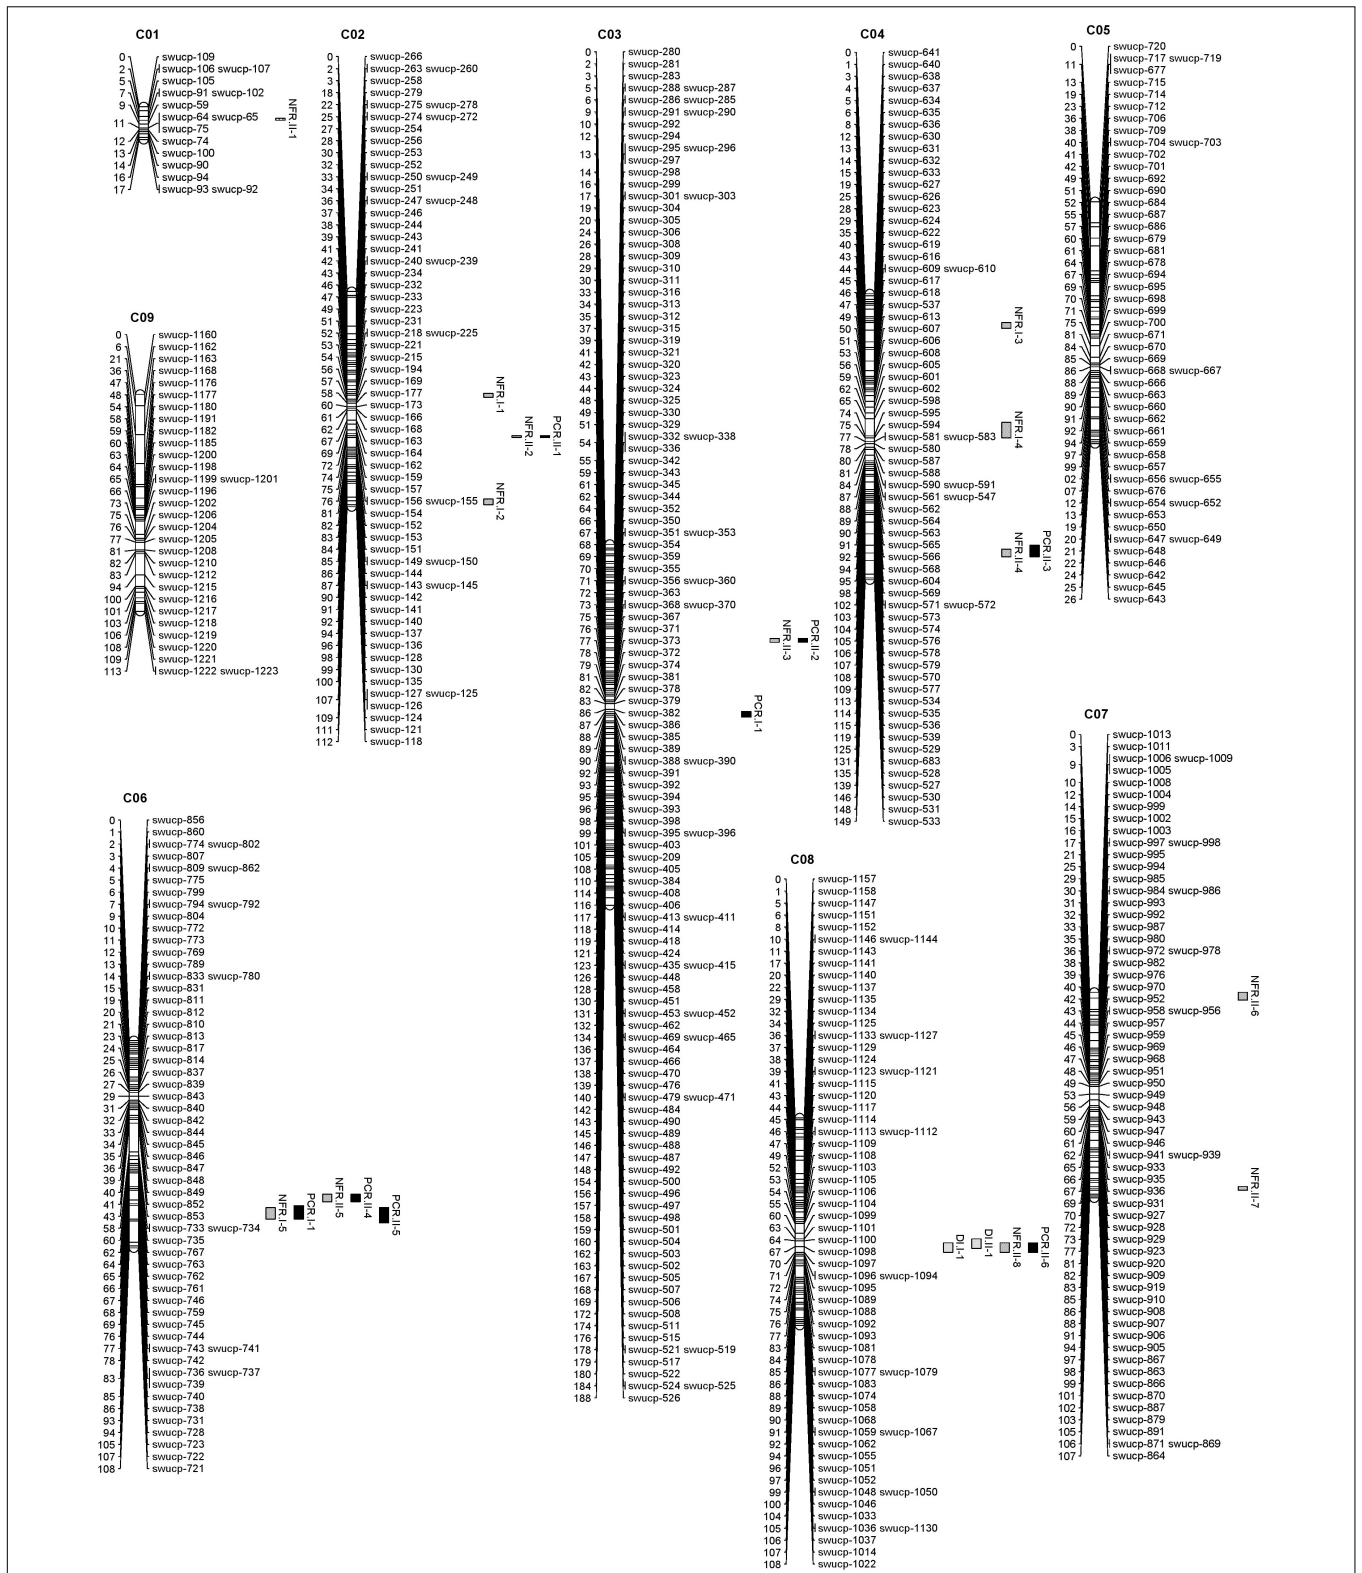 C01
0 swucp-109
2 swucp-106 swucp-107
5 swucp-105
7 swucp-91 swucp-102
9 swucp-59
swucp-64 swucp-65
11 swucp-75
12 swucp-74
13 swucp-100
14 swucp-90
16 swucp-94
17 swucp-93 swucp-92
NFR.II-1
C02
0 swucp-266
2 swucp-263 swucp-260
3 swucp-258
18 swucp-279
22 swucp-275 swucp-278
25 swucp-274 swucp-272
27 swucp-254
28 swucp-256
30 swucp-253
32 swucp-252
33 swucp-250 swucp-249
34 swucp-251
36 swucp-247 swucp-248
37 swucp-246
38 swucp-244
39 swucp-243
41 swucp-241
42 swucp-240 swucp-239
43 swucp-234
46 swucp-232
47 swucp-233
49 swucp-223
51 swucp-231
52 swucp-218 swucp-225
53 swucp-221
54 swucp-215
56 swucp-194
57 swucp-169
58 swucp-177
60 swucp-173
61 swucp-166
62 swucp-168
67 swucp-163
69 swucp-164
72 swucp-162
74 swucp-159
75 swucp-157
76 swucp-156 swucp-155
81 swucp-154
82 swucp-152
83 swucp-153
84 swucp-151
85 swucp-149 swucp-150
86 swucp-144
87 swucp-143 swucp-145
90 swucp-142
91 swucp-141
92 swucp-140
94 swucp-137
96 swucp-136
98 swucp-128
99 swucp-130
100 swucp-135
swucp-127 swucp-125
107 swucp-126
109 swucp-124
111 swucp-121
112 swucp-118
NFR.I-1
NFR.II-2
PCR.II-1
NFR.I-2
C03
0 swucp-280
2 swucp-281
3 swucp-283
5 swucp-288 swucp-287
6 swucp-286 swucp-285
9 swucp-291 swucp-290
10 swucp-292
12 swucp-294
swucp-295 swucp-296
13 swucp-297
14 swucp-298
16 swucp-299
17 swucp-301 swucp-303
19 swucp-304
20 swucp-305
24 swucp-306
26 swucp-308
28 swucp-309
29 swucp-310
30 swucp-311
33 swucp-316
34 swucp-313
35 swucp-312
37 swucp-315
39 swucp-319
41 swucp-321
42 swucp-320
43 swucp-323
44 swucp-324
48 swucp-325
49 swucp-330
51 swucp-329
swucp-332 swucp-338
54 swucp-336
55 swucp-342
59 swucp-343
61 swucp-345
62 swucp-344
64 swucp-352
66 swucp-350
67 swucp-351 swucp-353
68 swucp-354
69 swucp-359
70 swucp-355
71 swucp-356 swucp-360
72 swucp-363
73 swucp-368 swucp-370
75 swucp-367
76 swucp-371
77 swucp-373
78 swucp-372
79 swucp-374
81 swucp-381
82 swucp-378
83 swucp-379
86 swucp-382
87 swucp-386
88 swucp-385
89 swucp-389
90 swucp-388 swucp-390
92 swucp-391
93 swucp-392
95 swucp-394
96 swucp-393
98 swucp-398
99 swucp-395 swucp-396
101 swucp-403
105 swucp-209
108 swucp-405
110 swucp-384
114 swucp-408
116 swucp-406
117 swucp-413 swucp-411
118 swucp-414
119 swucp-418
121 swucp-424
123 swucp-435 swucp-415
126 swucp-448
128 swucp-458
130 swucp-451
131 swucp-453 swucp-452
132 swucp-462
134 swucp-469 swucp-465
136 swucp-464
137 swucp-466
138 swucp-470
139 swucp-476
140 swucp-479 swucp-471
142 swucp-484
143 swucp-490
145 swucp-489
146 swucp-488
147 swucp-487
148 swucp-492
154 swucp-500
156 swucp-496
157 swucp-497
158 swucp-498
159 swucp-501
160 swucp-504
162 swucp-503
163 swucp-502
167 swucp-505
168 swucp-507
169 swucp-506
172 swucp-508
174 swucp-511
176 swucp-515
178 swucp-521 swucp-519
179 swucp-517
180 swucp-522
184 swucp-524 swucp-525
188 swucp-526
NFR.II-3
PCR.II-2
PCR.I-1
C04
0 swucp-641
1 swucp-640
3 swucp-638
4 swucp-637
5 swucp-634
6 swucp-635
8 swucp-636
12 swucp-630
13 swucp-631
14 swucp-632
15 swucp-633
19 swucp-627
25 swucp-626
28 swucp-623
29 swucp-624
35 swucp-622
40 swucp-619
43 swucp-616
44 swucp-609 swucp-610
45 swucp-617
46 swucp-618
47 swucp-537
49 swucp-613
50 swucp-607
51 swucp-606
53 swucp-608
56 swucp-605
59 swucp-601
62 swucp-602
65 swucp-598
74 swucp-595
75 swucp-594
77 swucp-581 swucp-583
78 swucp-580
80 swucp-587
81 swucp-588
84 swucp-590 swucp-591
87 swucp-561 swucp-547
88 swucp-562
89 swucp-564
90 swucp-563
91 swucp-565
92 swucp-566
94 swucp-568
95 swucp-604
98 swucp-569
102 swucp-571 swucp-572
103 swucp-573
104 swucp-574
105 swucp-576
106 swucp-578
107 swucp-579
108 swucp-570
109 swucp-577
113 swucp-534
114 swucp-535
115 swucp-536
119 swucp-539
125 swucp-529
131 swucp-683
135 swucp-528
139 swucp-527
146 swucp-530
148 swucp-531
149 swucp-533
NFR.I-3
NFR.I-4
NFR.II-4
PCR.II-3
C05
0 swucp-720
swucp-717 swucp-719
11 swucp-677
13 swucp-715
19 swucp-714
23 swucp-712
36 swucp-706
38 swucp-709
40 swucp-704 swucp-703
41 swucp-702
42 swucp-701
49 swucp-692
51 swucp-690
52 swucp-684
55 swucp-687
57 swucp-686
60 swucp-679
61 swucp-681
64 swucp-678
67 swucp-694
69 swucp-695
70 swucp-698
71 swucp-699
75 swucp-700
81 swucp-671
84 swucp-670
85 swucp-669
86 swucp-668 swucp-667
88 swucp-666
89 swucp-663
90 swucp-660
91 swucp-662
92 swucp-661
94 swucp-659
97 swucp-658
99 swucp-657
02 swucp-656 swucp-655
07 swucp-676
12 swucp-654 swucp-652
13 swucp-653
19 swucp-650
20 swucp-647 swucp-649
21 swucp-648
22 swucp-646
24 swucp-642
25 swucp-645
26 swucp-643
C09
0 swucp-1160
6 swucp-1162
21 swucp-1163
36 swucp-1168
47 swucp-1176
48 swucp-1177
54 swucp-1180
58 swucp-1191
59 swucp-1182
60 swucp-1185
63 swucp-1200
64 swucp-1198
65 swucp-1199 swucp-1201
66 swucp-1196
73 swucp-1202
75 swucp-1206
76 swucp-1204
77 swucp-1205
81 swucp-1208
82 swucp-1210
83 swucp-1212
94 swucp-1215
100 swucp-1216
101 swucp-1217
103 swucp-1218
106 swucp-1219
108 swucp-1220
109 swucp-1221
113 swucp-1222 swucp-1223
C06
0 swucp-856
1 swucp-860
2 swucp-774 swucp-802
3 swucp-807
4 swucp-809 swucp-862
5 swucp-775
6 swucp-799
7 swucp-794 swucp-792
9 swucp-804
10 swucp-772
11 swucp-773
12 swucp-769
13 swucp-789
14 swucp-833 swucp-780
15 swucp-831
19 swucp-811
20 swucp-812
21 swucp-810
23 swucp-813
24 swucp-817
25 swucp-814
26 swucp-837
27 swucp-839
29 swucp-843
31 swucp-840
32 swucp-842
33 swucp-844
34 swucp-845
35 swucp-846
36 swucp-847
39 swucp-848
40 swucp-849
41 swucp-852
43 swucp-853
58 swucp-733 swucp-734
60 swucp-735
62 swucp-767
64 swucp-763
65 swucp-762
66 swucp-761
67 swucp-746
68 swucp-759
69 swucp-745
76 swucp-744
77 swucp-743 swucp-741
78 swucp-742
swucp-736 swucp-737
83 swucp-739
85 swucp-740
86 swucp-738
93 swucp-731
94 swucp-728
105 swucp-723
107 swucp-722
108 swucp-721
NFR.I-5
PCR.I-1
NFR.II-5
PCR.II-4
PCR.II-5
C08
0 swucp-1157
1 swucp-1158
5 swucp-1147
6 swucp-1151
8 swucp-1152
10 swucp-1146 swucp-1144
11 swucp-1143
17 swucp-1141
20 swucp-1140
22 swucp-1137
29 swucp-1135
32 swucp-1134
34 swucp-1125
36 swucp-1133 swucp-1127
37 swucp-1129
38 swucp-1124
39 swucp-1123 swucp-1121
41 swucp-1115
43 swucp-1120
44 swucp-1117
45 swucp-1114
46 swucp-1113 swucp-1112
47 swucp-1109
49 swucp-1108
52 swucp-1103
53 swucp-1105
54 swucp-1106
55 swucp-1104
60 swucp-1099
63 swucp-1101
64 swucp-1100
67 swucp-1098
70 swucp-1097
71 swucp-1096 swucp-1094
72 swucp-1095
74 swucp-1089
75 swucp-1088
76 swucp-1092
77 swucp-1093
83 swucp-1081
84 swucp-1078
85 swucp-1077 swucp-1079
86 swucp-1083
88 swucp-1074
89 swucp-1058
90 swucp-1068
91 swucp-1059 swucp-1067
92 swucp-1062
94 swucp-1055
96 swucp-1051
97 swucp-1052
99 swucp-1048 swucp-1050
100 swucp-1046
104 swucp-1033
105 swucp-1036 swucp-1130
106 swucp-1037
107 swucp-1014
108 swucp-1022
DI.I-1
DI.II-1
NFR.II-8
PCR.II-6
C07
0 swucp-1013
3 swucp-1011
swucp-1006 swucp-1009
9 swucp-1005
10 swucp-1008
12 swucp-1004
14 swucp-999
15 swucp-1002
16 swucp-1003
17 swucp-997 swucp-998
21 swucp-995
25 swucp-994
29 swucp-985
30 swucp-984 swucp-986
31 swucp-993
32 swucp-992
33 swucp-987
35 swucp-980
36 swucp-972 swucp-978
38 swucp-982
39 swucp-976
40 swucp-970
42 swucp-952
43 swucp-958 swucp-956
44 swucp-957
45 swucp-959
46 swucp-969
47 swucp-968
48 swucp-951
49 swucp-950
53 swucp-949
56 swucp-948
59 swucp-943
60 swucp-947
61 swucp-946
62 swucp-941 swucp-939
65 swucp-933
66 swucp-935
67 swucp-936
69 swucp-931
70 swucp-927
72 swucp-928
73 swucp-929
77 swucp-923
81 swucp-920
82 swucp-909
83 swucp-919
85 swucp-910
86 swucp-908
88 swucp-907
91 swucp-906
94 swucp-905
97 swucp-867
98 swucp-863
99 swucp-866
101 swucp-870
102 swucp-887
103 swucp-879
105 swucp-891
106 swucp-871 swucp-869
107 swucp-864
NFR.II-6
NFR.II-7